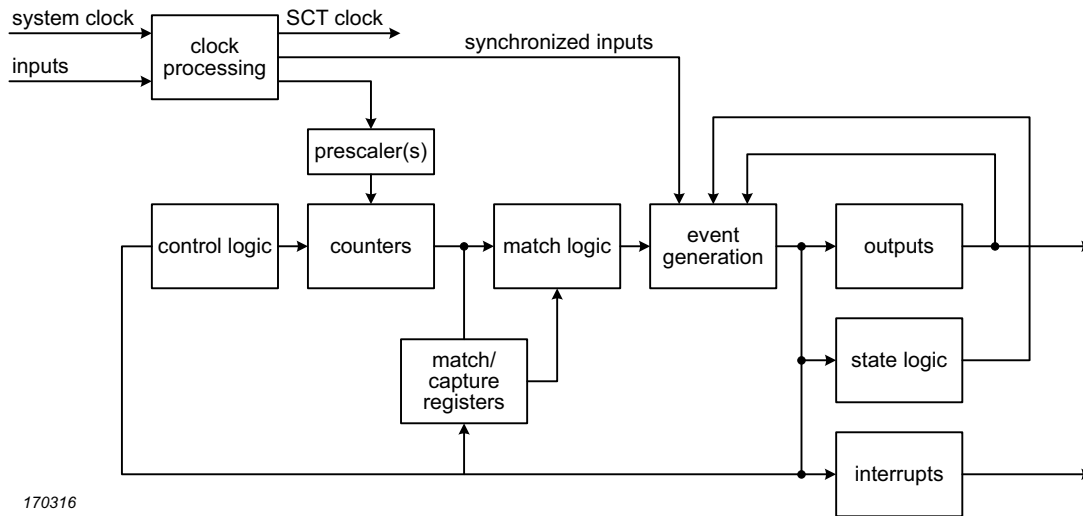 system clock
SCT clock
inputs
clock
processing
synchronized inputs
prescaler(s)
control logic
counters
match logic
event
generation
outputs
match/
capture
registers
state logic
interrupts
170316